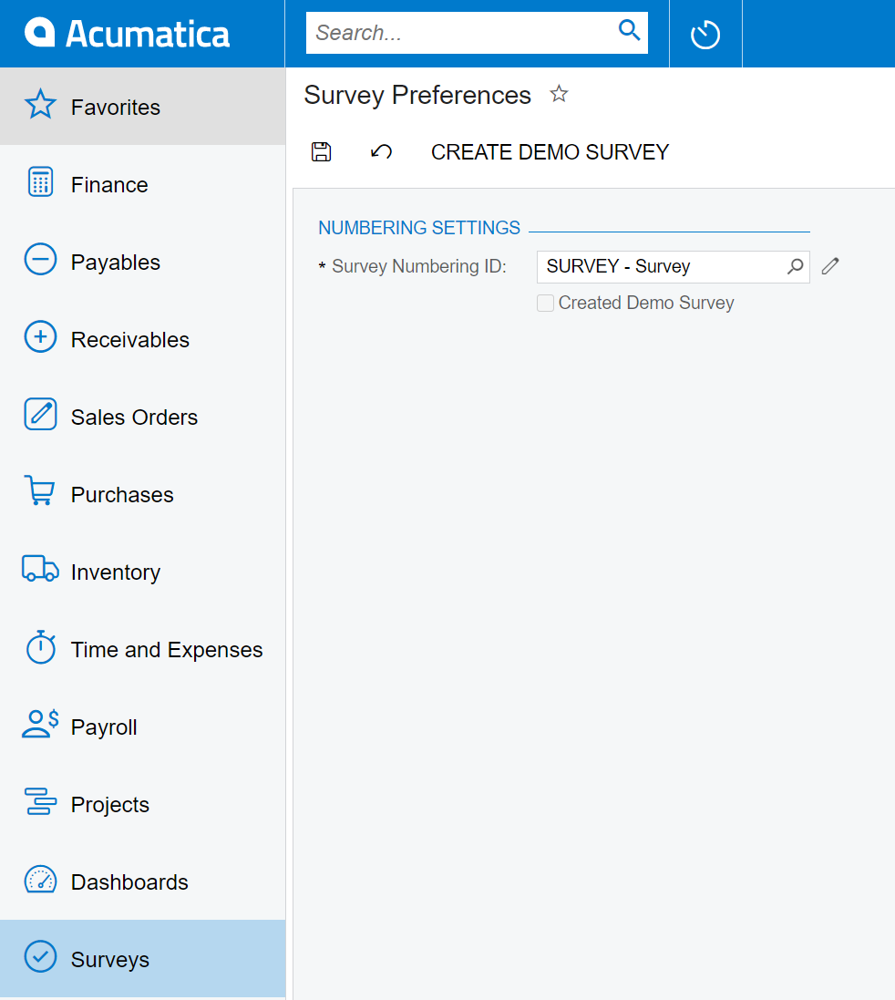 Acumatica
Search...
Favorites
Finance
Payables
Receivables
Sales Orders
Purchases
Inventory
Time and Expenses
$ Payroll
Projects
Dashboards
Surveys
Survey Preferences
CREATE DEMO SURVEY
NUMBERING SETTINGS
* Survey Numbering ID: SURVEY - Survey
Created Demo Survey